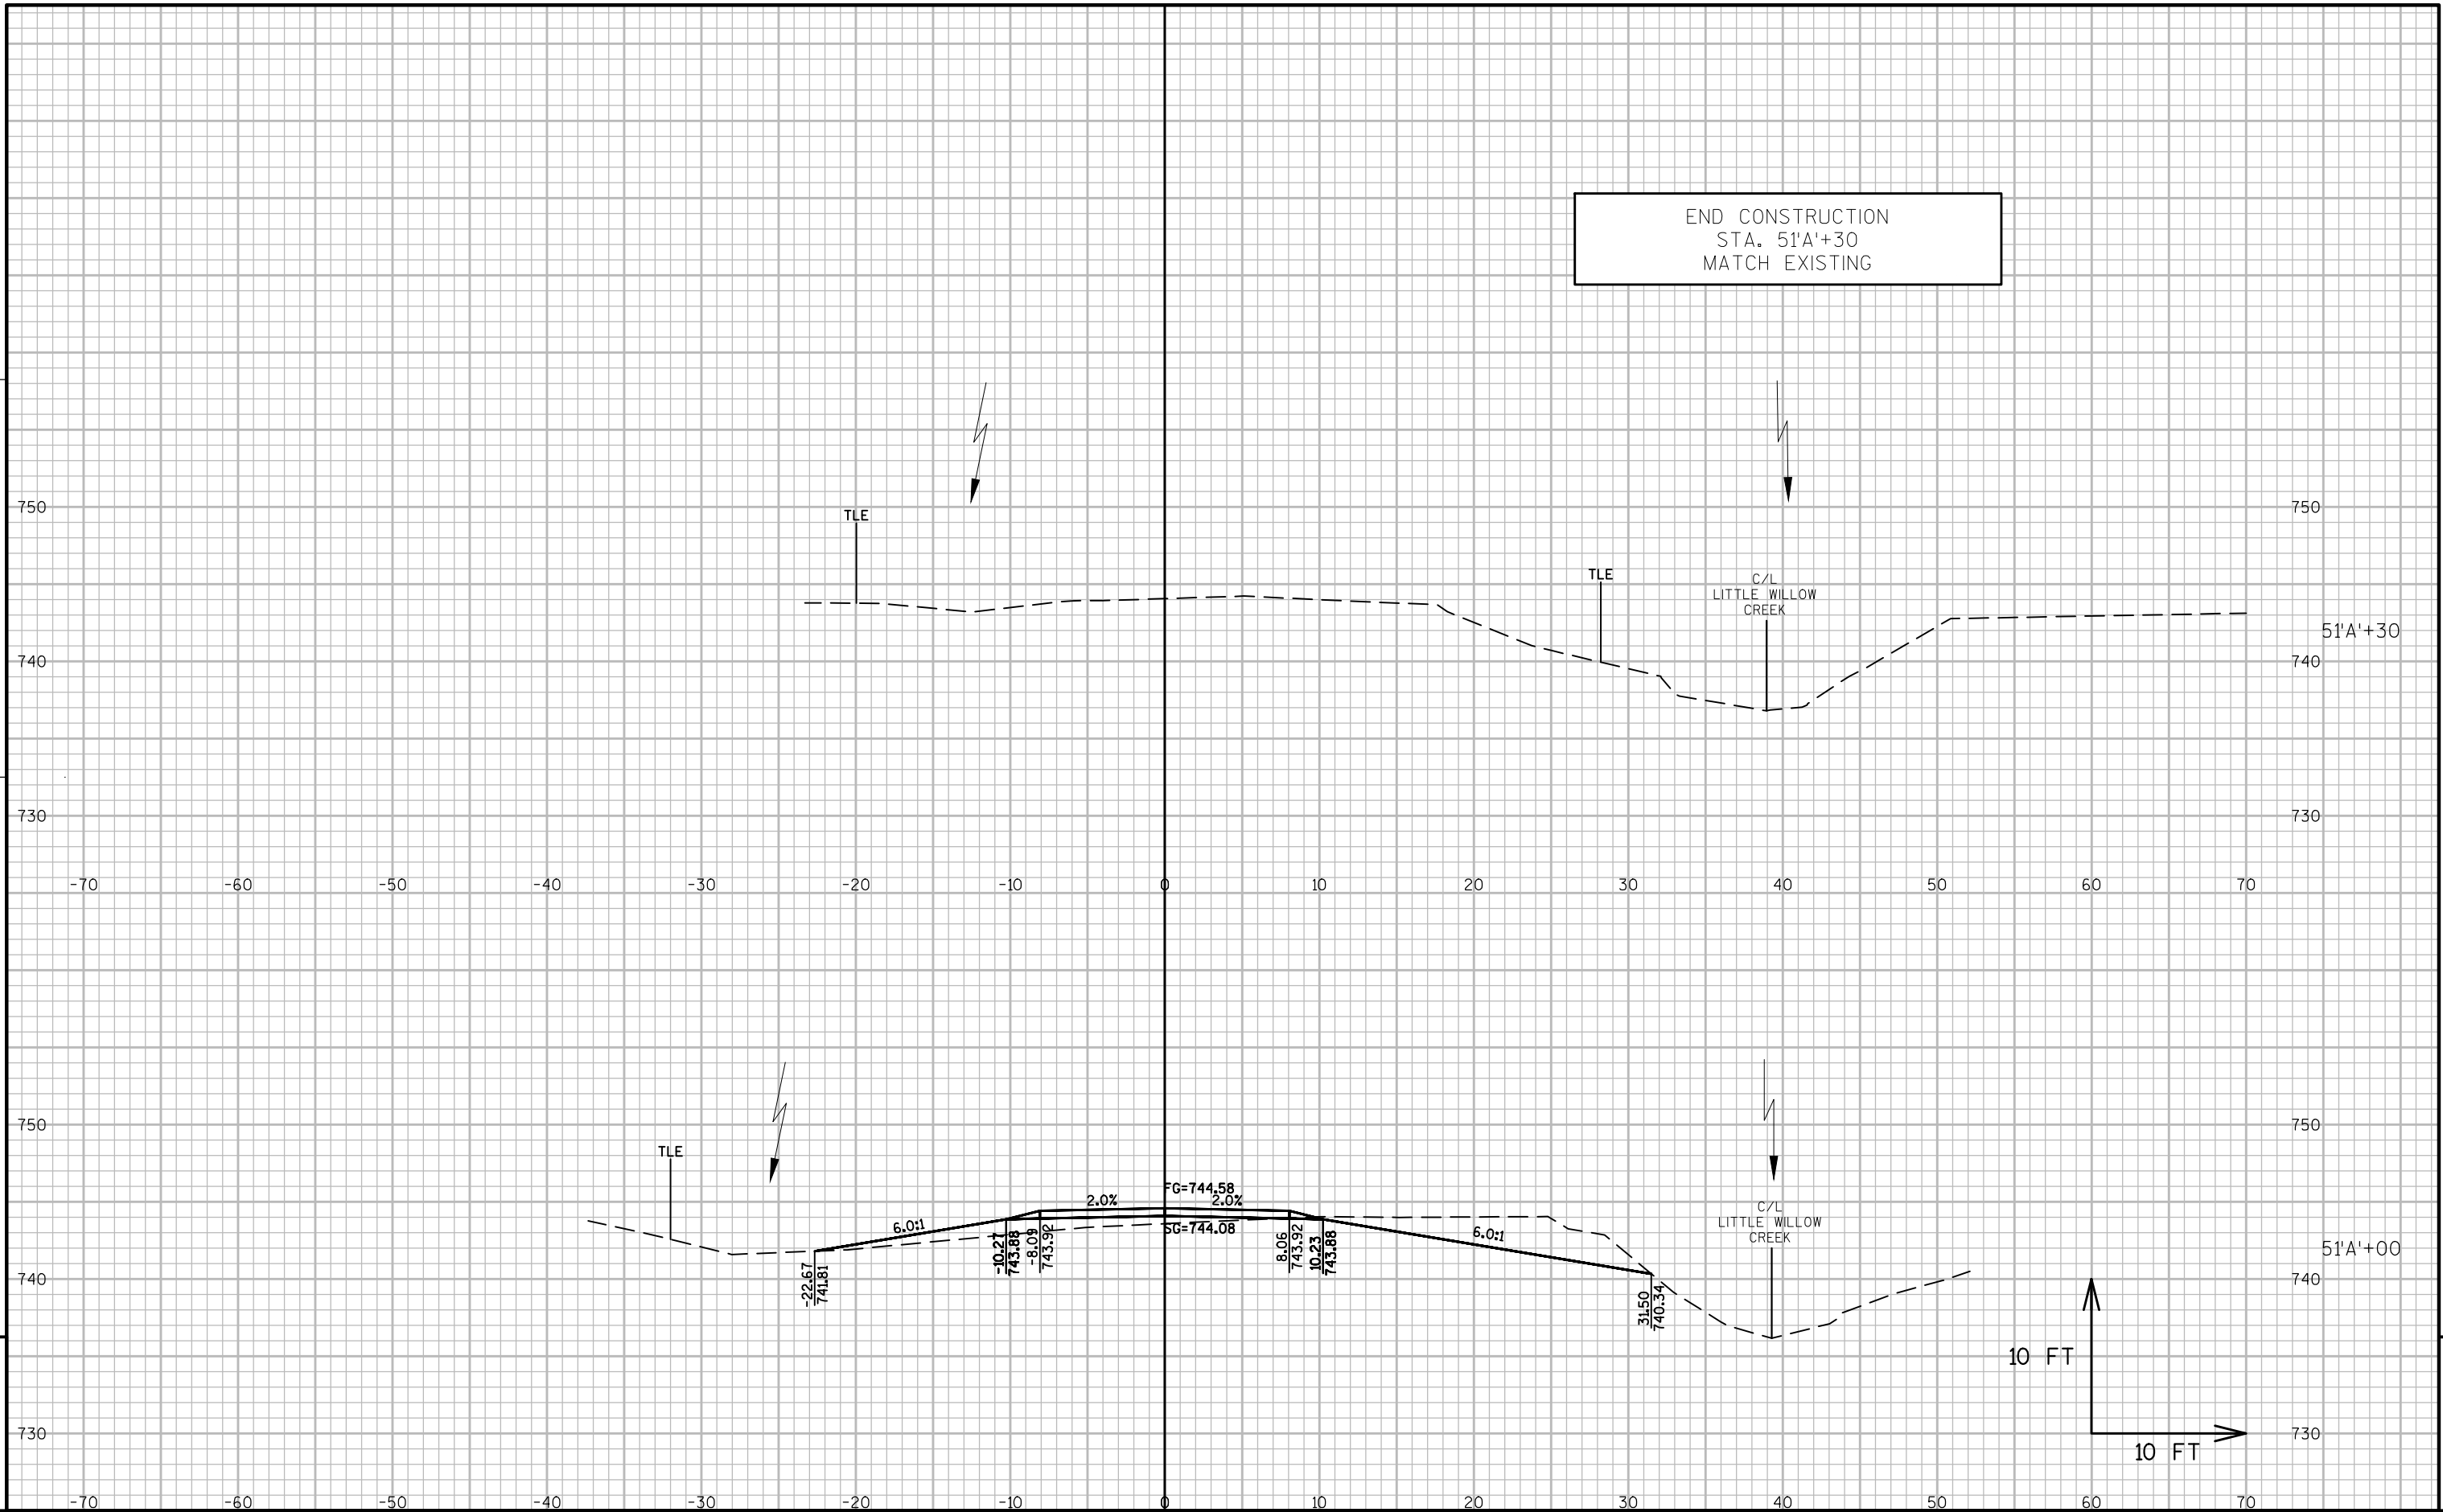 END CONSTRUCTION
STA. 51'A'+30
MATCH EXISTING
750
750
TLE
TLE
C/L
LITTLE WILLOW
CREEK
51'A'+30
740
740
730
730
-70 -60 -50 -40 -30 -20 -10 0 10 20 30 40 50 60 70
750
750
TLE
FG=744.58
2.0%
2.0%
6.0:1
SG=744.08
6.0:1
C/L
LITTLE WILLOW
CREEK
51'A'+00
-22.67
741.81
-10.27
743.88
-8.09
743.92
8.06
743.92
10.23
743.88
31.50
740.34
740
740
10 FT
10 FT
730
730
-70 -60 -50 -40 -30 -20 -10 0 10 20 30 40 50 60 70